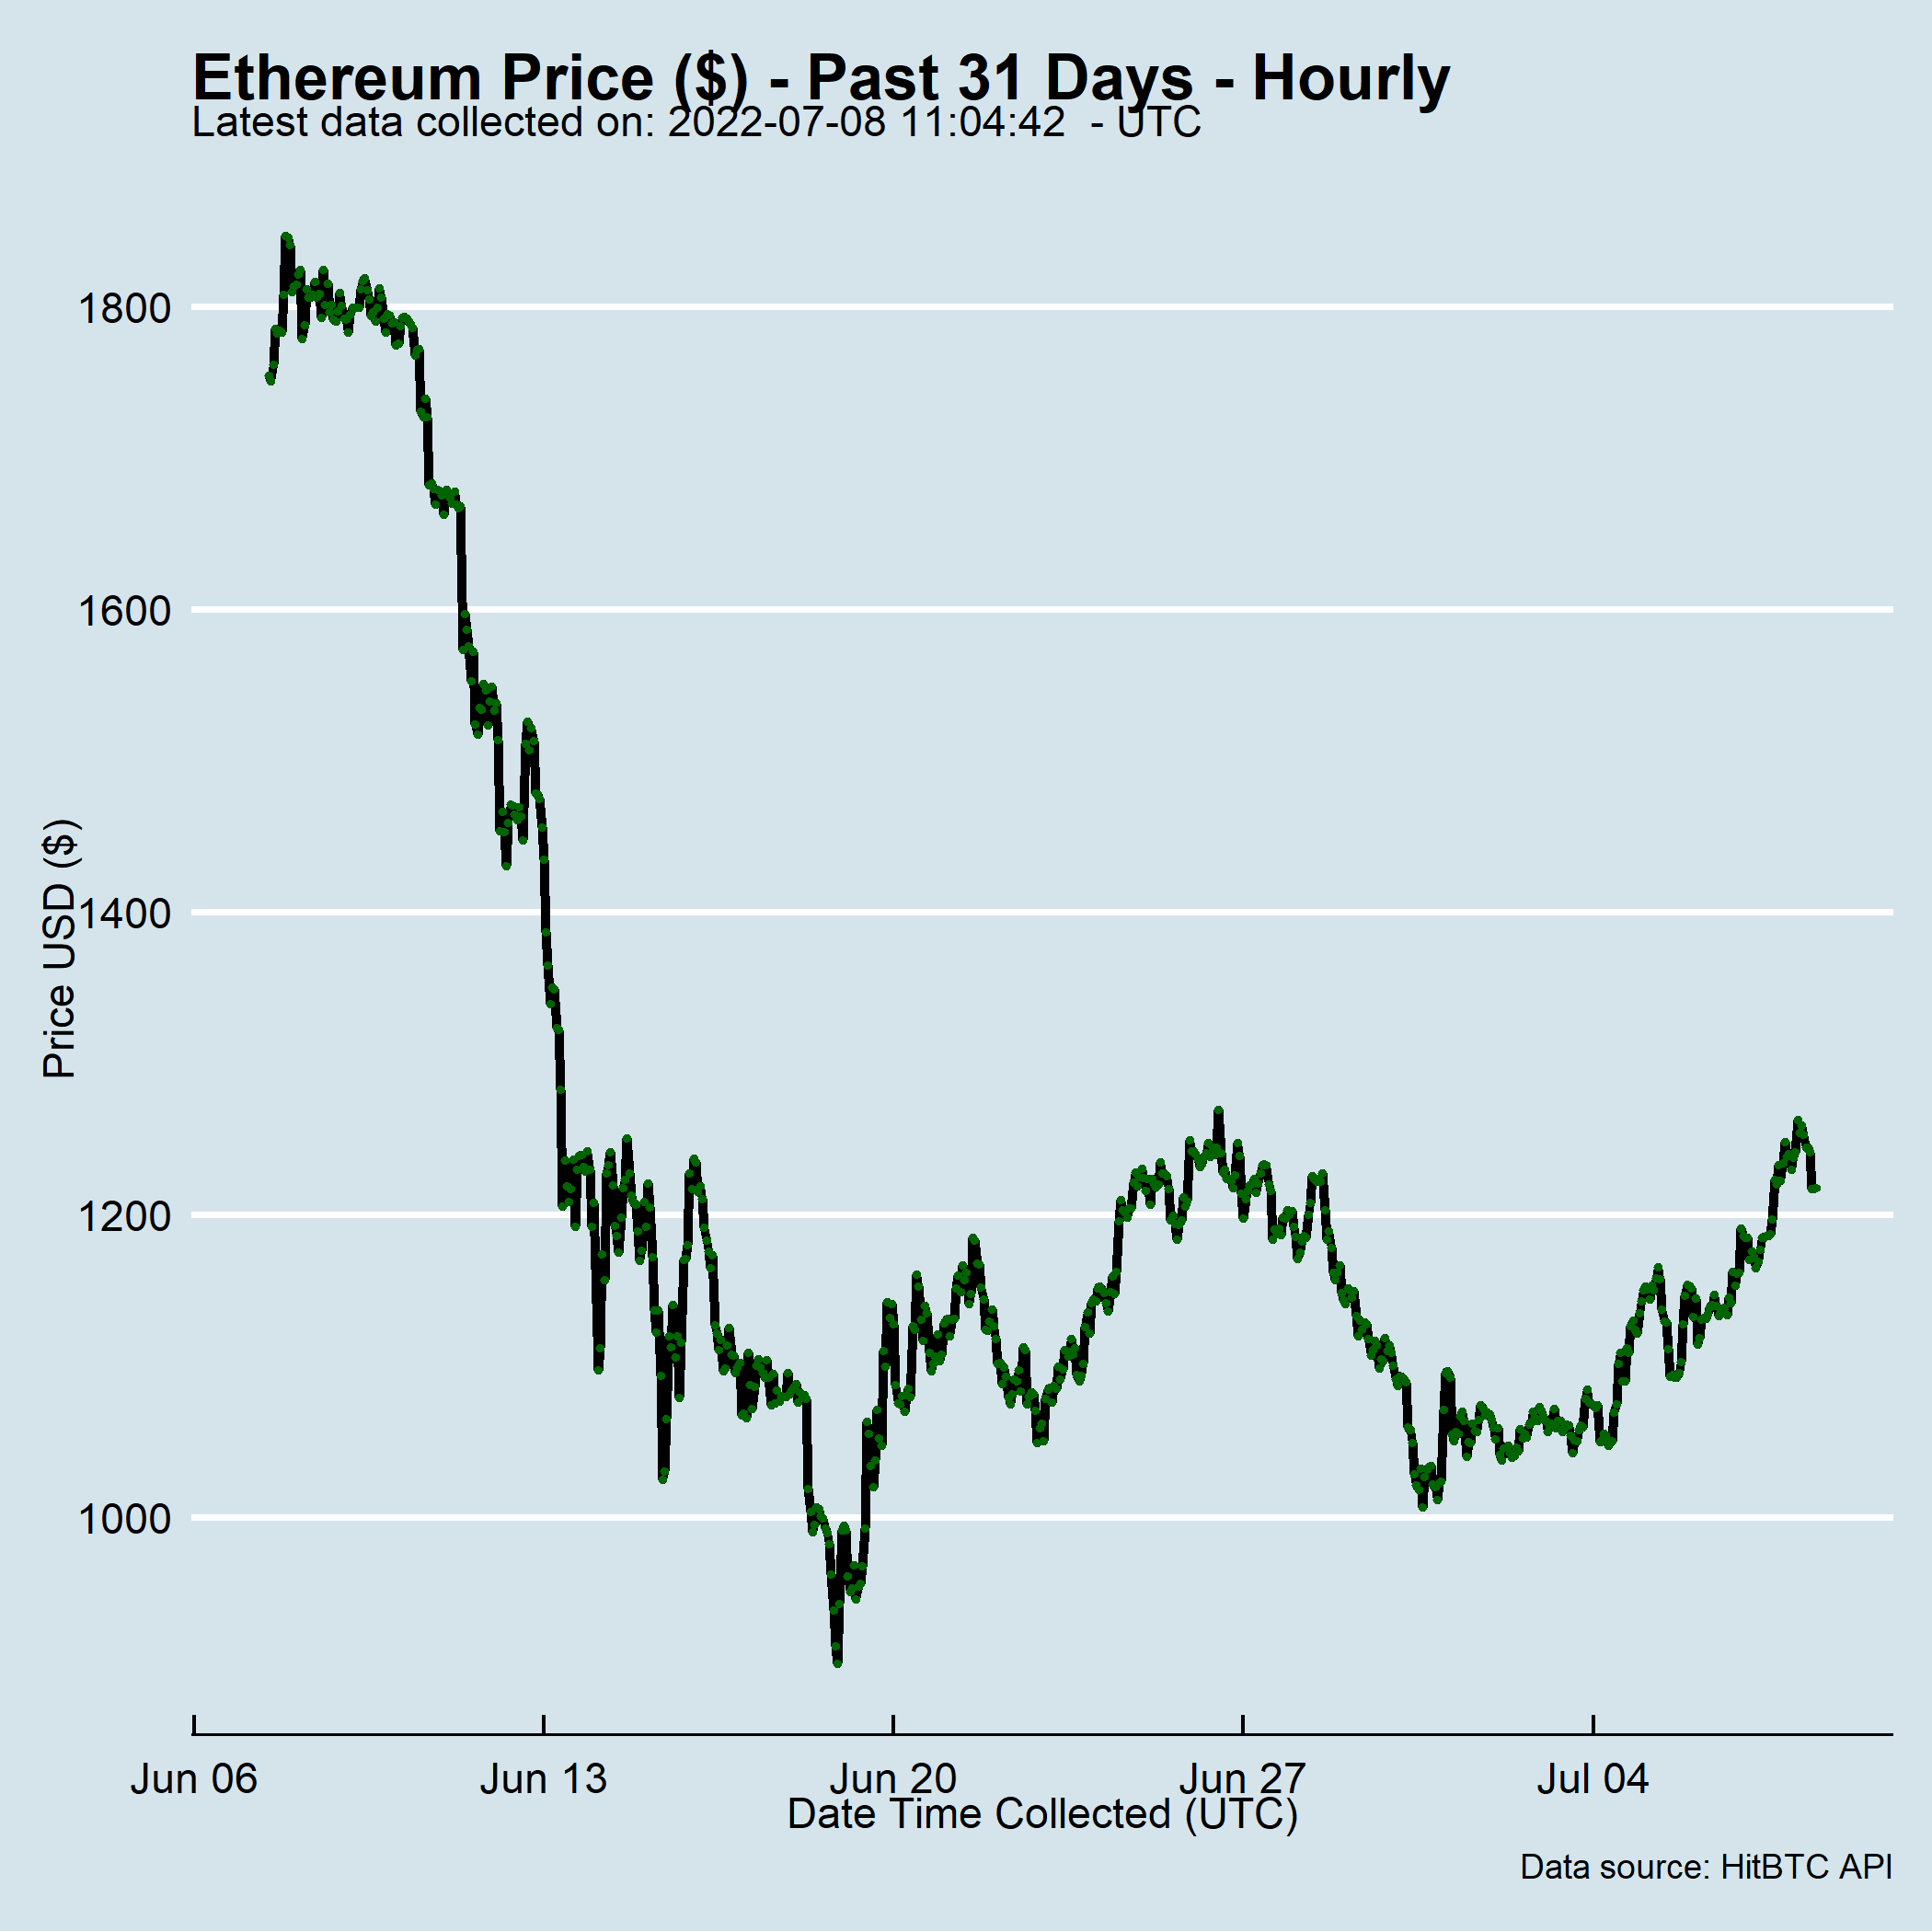 Ethereum Price ($) - Past 31 Days - Hourly
Latest data collected on: 2022-07-08 11:04:42  - UTC
Price USD ($)
1800
1600
1400
1200
1000
Jun 06
Jun 13
Jun 20
Jun 27
Jul 04
Date Time Collected (UTC)
Data source: HitBTC API